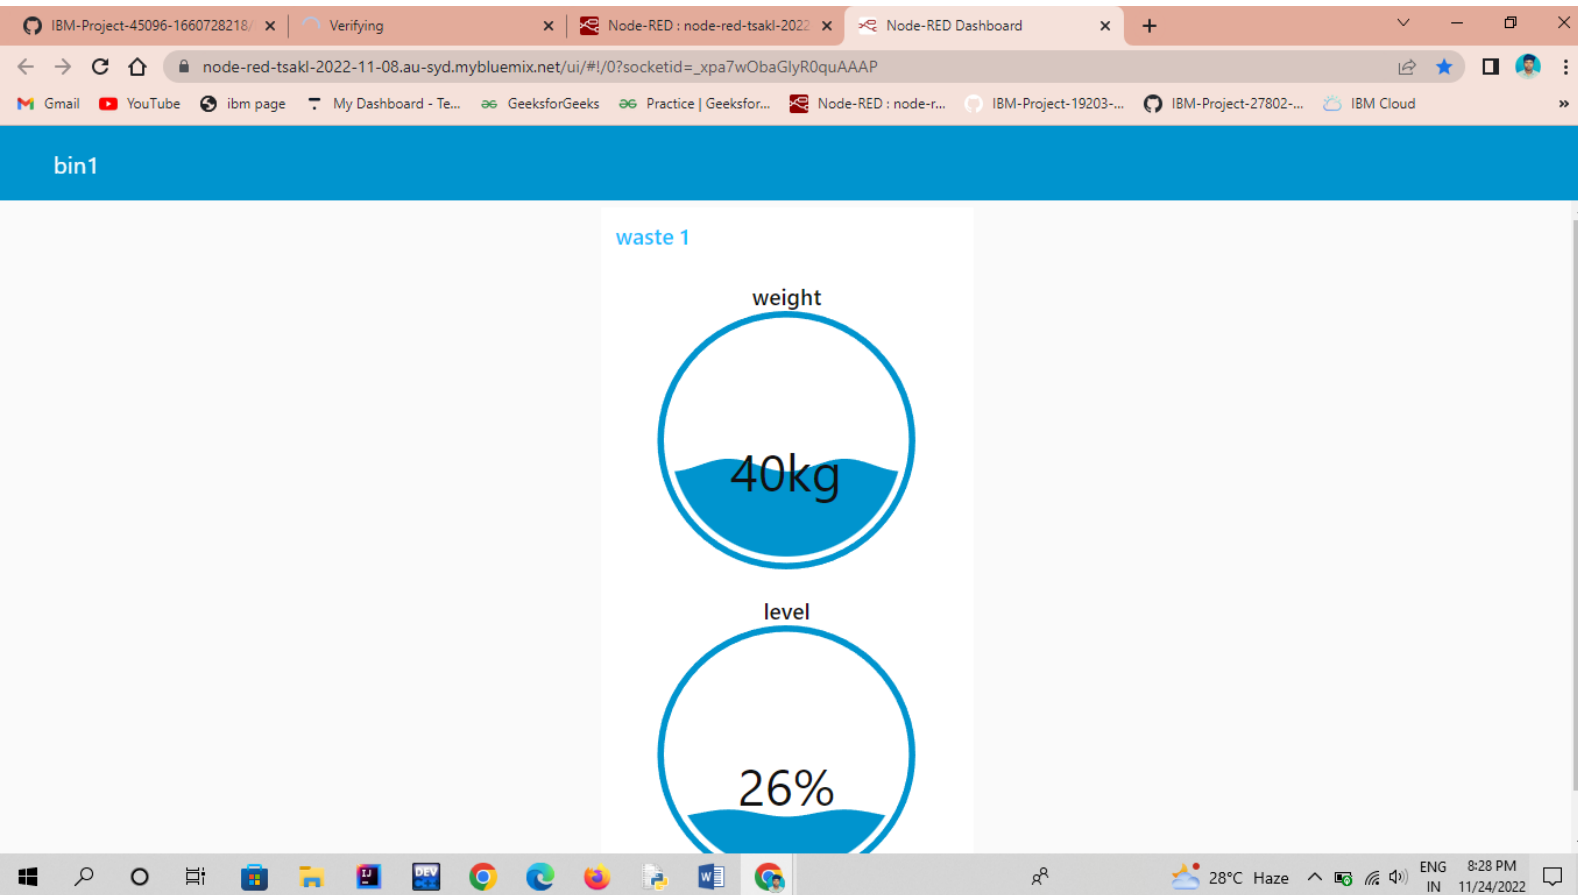 IBM-Project-45096-1660728218/
Verifying
Node-RED : node-red-tsakl-2022
Node-RED Dashboard
node-red-tsakl-2022-11-08.au-syd.mybluemix.net/ui/#!/0?socketid=_xpa7wObaGlyR0quAAAP
Gmail
YouTube
ibm page
My Dashboard - Te...
GeeksforGeeks
Practice | Geeksfor...
Node-RED : node-r...
IBM-Project-19203-...
IBM-Project-27802-...
IBM Cloud
»
bin1
waste 1
weight
40kg
level
26%
28°C Haze
ENG
IN
8:28 PM
11/24/2022